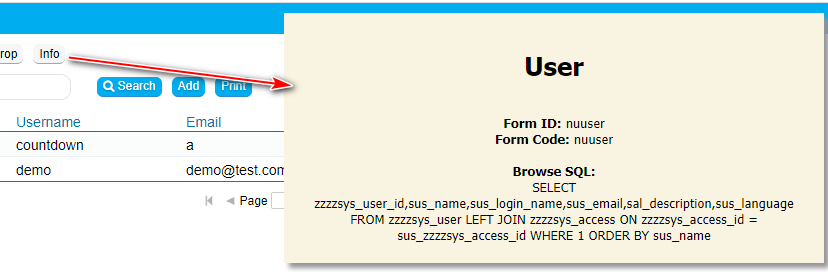 rop Info
Search Add Print
Username Email
countdown a
demo demo@test.com
Page
User
Form ID: nuuser
Form Code: nuuser
Browse SQL:
SELECT
zzzzsys_user_id,sus_name,sus_login_name,sus_email,sal_description,sus_language
FROM zzzzsys_user LEFT JOIN zzzzsys_access ON zzzzsys_access_id =
sus_zzzzsys_access_id WHERE 1 ORDER BY sus_name